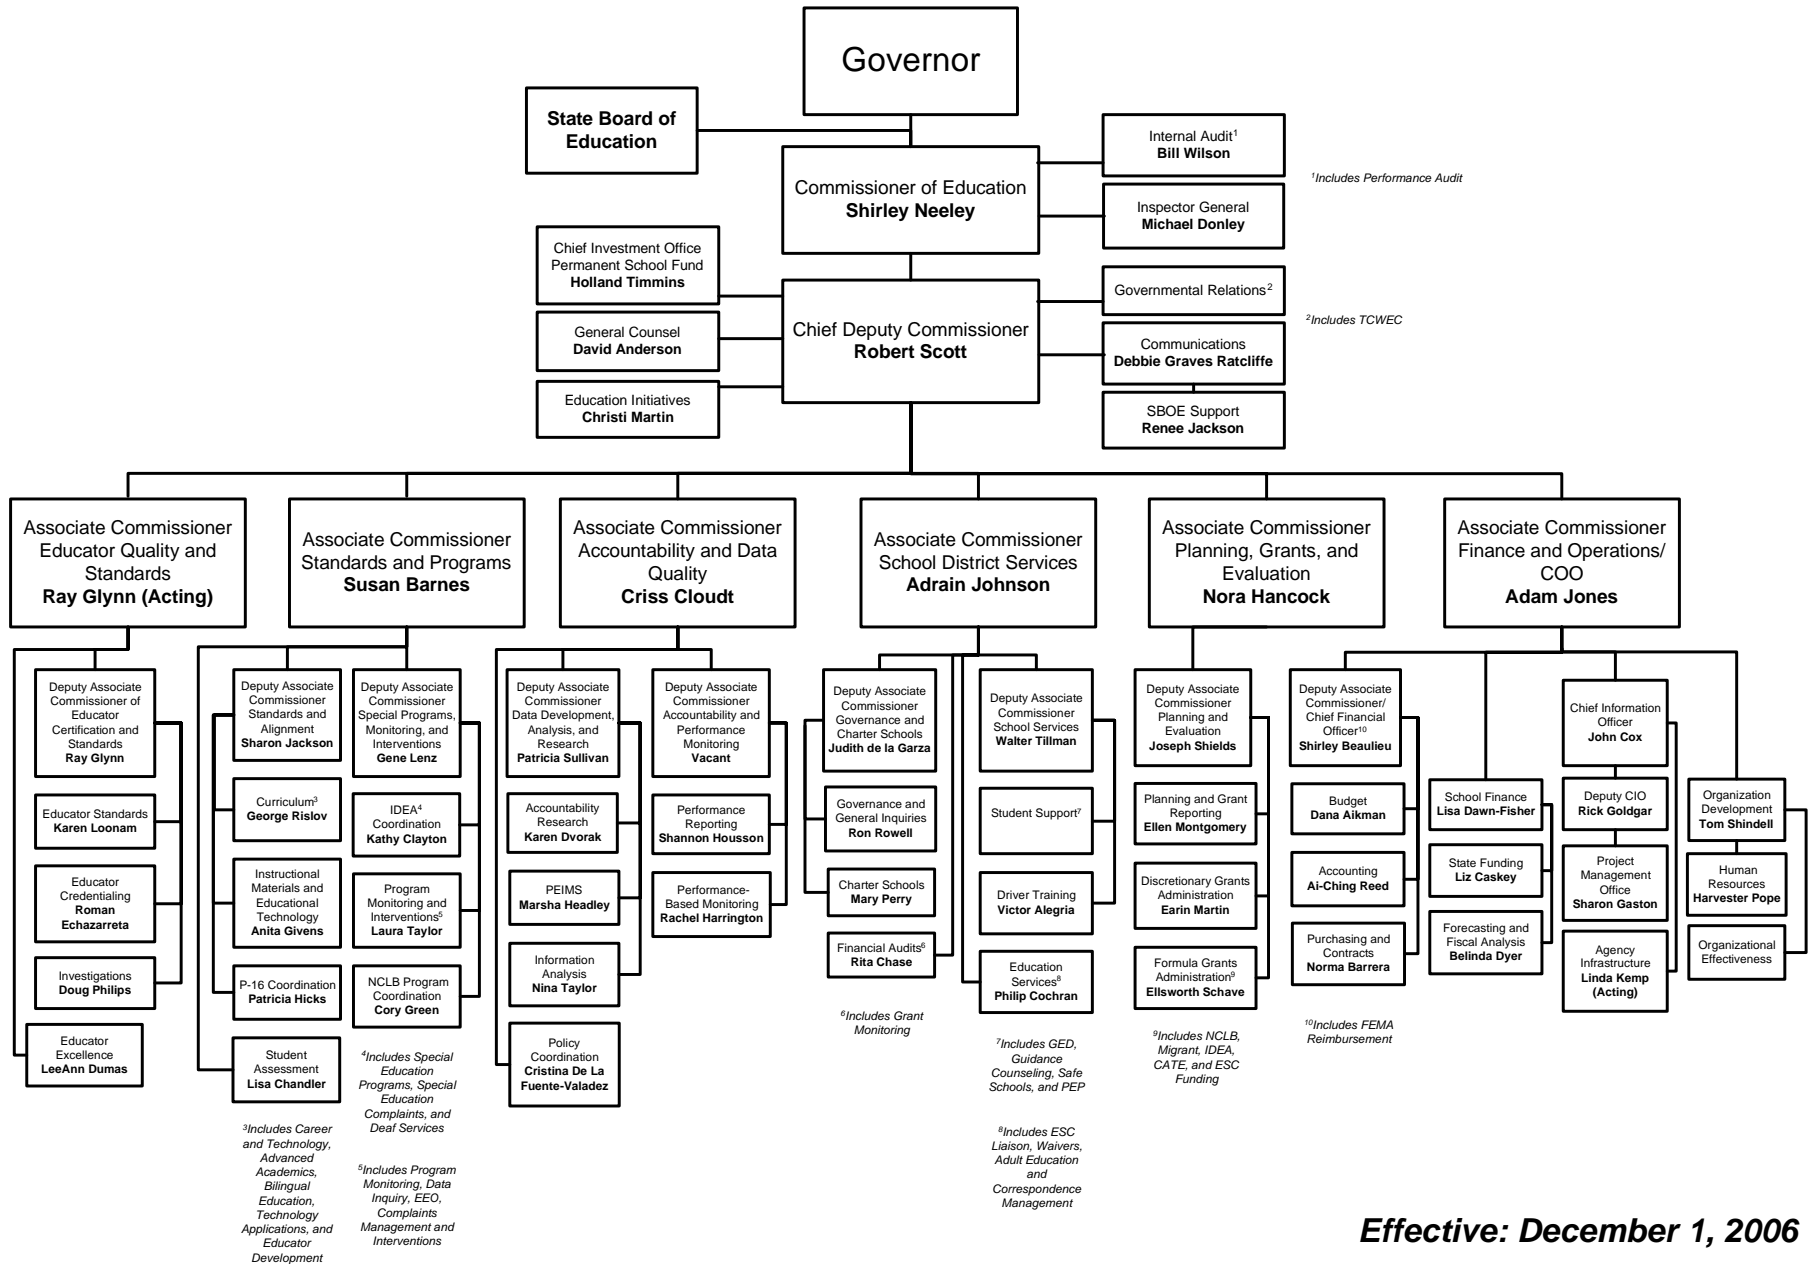 Governor
State Board of
Education
Internal Audit¹
Bill Wilson
¹Includes Performance Audit
Commissioner of Education
Shirley Neeley
Inspector General
Michael Donley
Chief Investment Office
Permanent School Fund
Holland Timmins
Governmental Relations²
²Includes TCWEC
General Counsel
David Anderson
Chief Deputy Commissioner
Robert Scott
Communications
Debbie Graves Ratcliffe
Education Initiatives
Christi Martin
SBOE Support
Renee Jackson
Associate Commissioner
Educator Quality and
Standards
Ray Glynn (Acting)
Associate Commissioner
Standards and Programs
Susan Barnes
Associate Commissioner
Accountability and Data
Quality
Criss Cloudt
Associate Commissioner
School District Services
Adrain Johnson
Associate Commissioner
Planning, Grants, and
Evaluation
Nora Hancock
Associate Commissioner
Finance and Operations/
COO
Adam Jones
Deputy Associate
Commissioner of
Educator
Certification and
Standards
Ray Glynn
Educator Standards
Karen Loonam
Educator
Credentialing
Roman
Echazarreta
Investigations
Doug Philips
Educator
Excellence
LeeAnn Dumas
Deputy Associate
Commissioner
Standards and
Alignment
Sharon Jackson
Curriculum³
George Rislov
Instructional
Materials and
Educational
Technology
Anita Givens
P-16 Coordination
Patricia Hicks
Student
Assessment
Lisa Chandler
³Includes Career
and Technology,
Advanced
Academics,
Bilingual
Education,
Technology
Applications, and
Educator
Development
Deputy Associate
Commissioner
Special Programs,
Monitoring, and
Interventions
Gene Lenz
IDEA⁴
Coordination
Kathy Clayton
Program
Monitoring and
Interventions⁵
Laura Taylor
NCLB Program
Coordination
Cory Green
⁴Includes Special
Education
Programs, Special
Education
Complaints, and
Deaf Services
⁵Includes Program
Monitoring, Data
Inquiry, EEO,
Complaints
Management and
Interventions
Deputy Associate
Commissioner
Data Development,
Analysis, and
Research
Patricia Sullivan
Accountability
Research
Karen Dvorak
PEIMS
Marsha Headley
Information
Analysis
Nina Taylor
Policy
Coordination
Cristina De La
Fuente-Valadez
Deputy Associate
Commissioner
Accountability and
Performance
Monitoring
Vacant
Performance
Reporting
Shannon Housson
Performance-
Based Monitoring
Rachel Harrington
Deputy Associate
Commissioner
Governance and
Charter Schools
Judith de la Garza
Governance and
General Inquiries
Ron Rowell
Charter Schools
Mary Perry
Financial Audits⁶
Rita Chase
⁶Includes Grant
Monitoring
Deputy Associate
Commissioner
School Services
Walter Tillman
Student Support⁷
Driver Training
Victor Alegria
Education
Services⁸
Philip Cochran
⁷Includes GED,
Guidance
Counseling, Safe
Schools, and PEP
⁸Includes ESC
Liaison, Waivers,
Adult Education
and
Correspondence
Management
Deputy Associate
Commissioner
Planning and
Evaluation
Joseph Shields
Planning and Grant
Reporting
Ellen Montgomery
Discretionary Grants
Administration
Earin Martin
Formula Grants
Administration⁹
Ellsworth Schave
⁹Includes NCLB,
Migrant, IDEA,
CATE, and ESC
Funding
Deputy Associate
Commissioner/
Chief Financial
Officer¹⁰
Shirley Beaulieu
Budget
Dana Aikman
Accounting
Ai-Ching Reed
Purchasing and
Contracts
Norma Barrera
¹⁰Includes FEMA
Reimbursement
School Finance
Lisa Dawn-Fisher
State Funding
Liz Caskey
Forecasting and
Fiscal Analysis
Belinda Dyer
Chief Information
Officer
John Cox
Deputy CIO
Rick Goldgar
Project
Management
Office
Sharon Gaston
Agency
Infrastructure
Linda Kemp
(Acting)
Organization
Development
Tom Shindell
Human
Resources
Harvester Pope
Organizational
Effectiveness
Effective: December 1, 2006